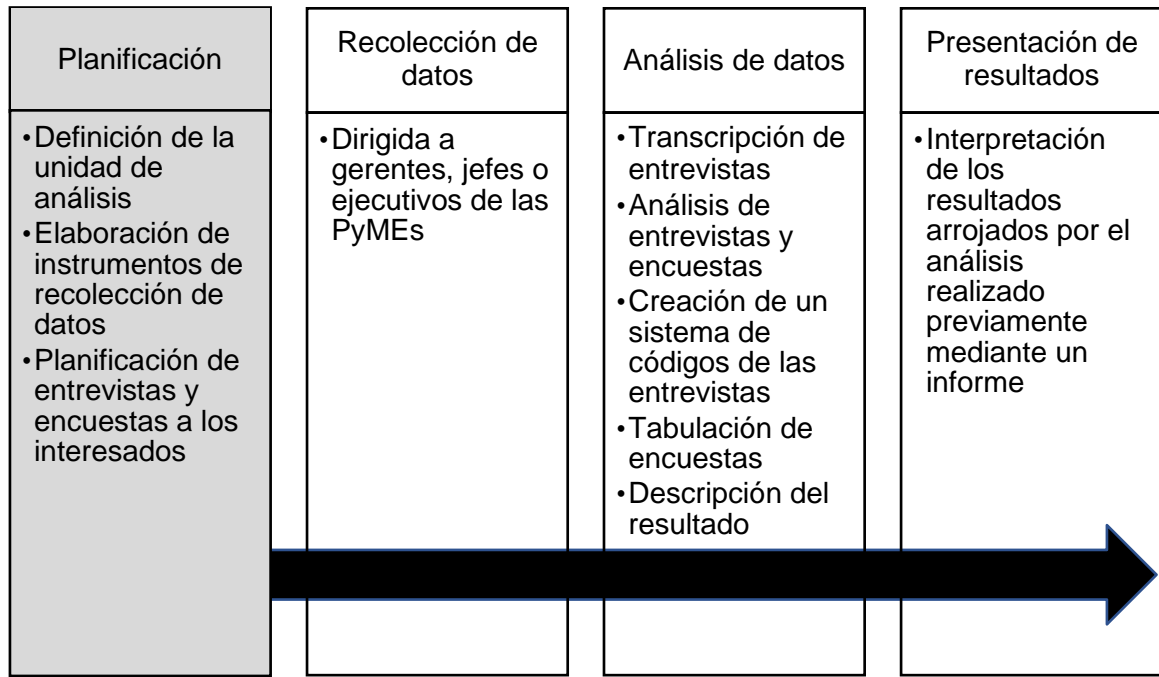 Planificación
•Definición de la
unidad de
análisis
•Elaboración de
instrumentos de
recolección de
datos
•Planificación de
entrevistas y
encuestas a los
interesados
Recolección de
datos
•Dirigida a
gerentes, jefes o
ejecutivos de las
PyMEs
Análisis de datos
•Transcripción de
entrevistas
•Análisis de
entrevistas y
encuestas
•Creación de un
sistema de
códigos de las
entrevistas
•Tabulación de
encuestas
•Descripción del
resultado
Presentación de
resultados
•Interpretación
de los
resultados
arrojados por el
análisis
realizado
previamente
mediante un
informe